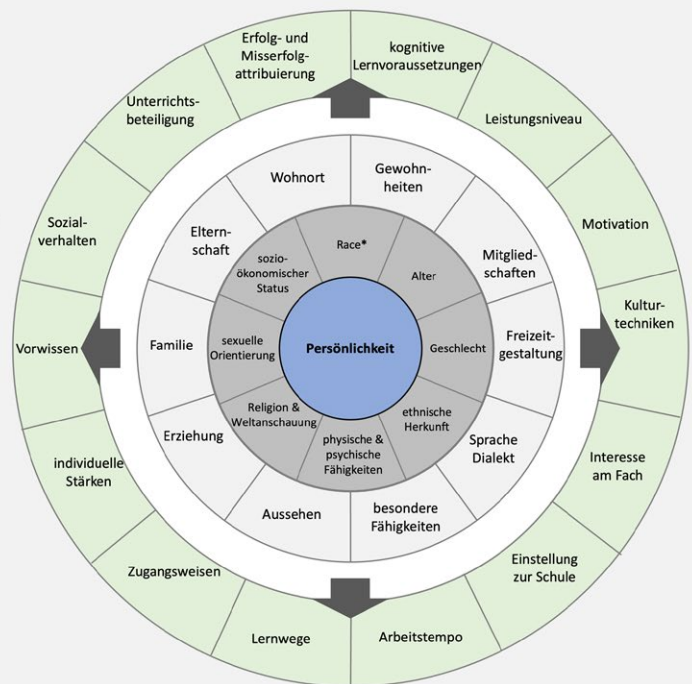 Erfolg- und
Misserfolg-
attribuierung
kognitive
Lernvoraussetzungen
Leistungsniveau
Motivation
Kultur-
techniken
Interesse
am Fach
Einstellung
zur Schule
Arbeitstempo
Lernwege
Zugangsweisen
individuelle
Stärken
Vorwissen
Sozial-
verhalten
Unterrichts-
beteiligung
Wohnort
Gewohn-
heiten
Mitglied-
schaften
Freizeit-
gestaltung
Sprache
Dialekt
besondere
Fähigkeiten
Aussehen
Erziehung
Familie
Eltern-
schaft
Race*
Alter
Geschlecht
ethnische
Herkunft
physische &
psychische
Fähigkeiten
Religion &
Weltanschauung
sexuelle
Orientierung
sozio-
ökonomischer
Status
Persönlichkeit